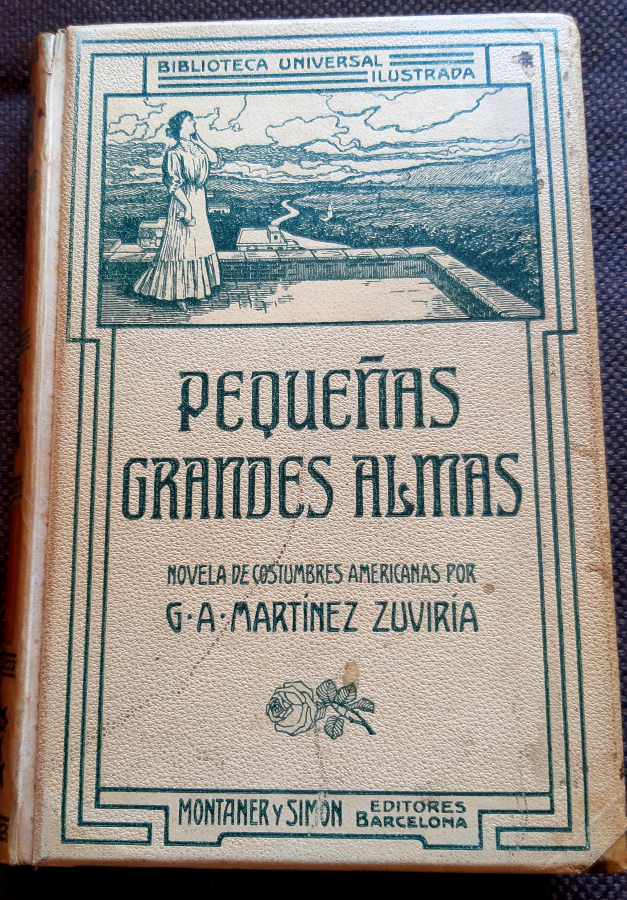 BIBLIOTECA UNIVERSAL
ILUSTRADA
PEQUEÑAS
GRANDES ALMAS
NOVELA DE COSTUMBRES AMERICANAS POR
G·A·MARTÍNEZ ZUVIRÍA
MONTANER Y SIMÓN EDITORES
BARCELONA